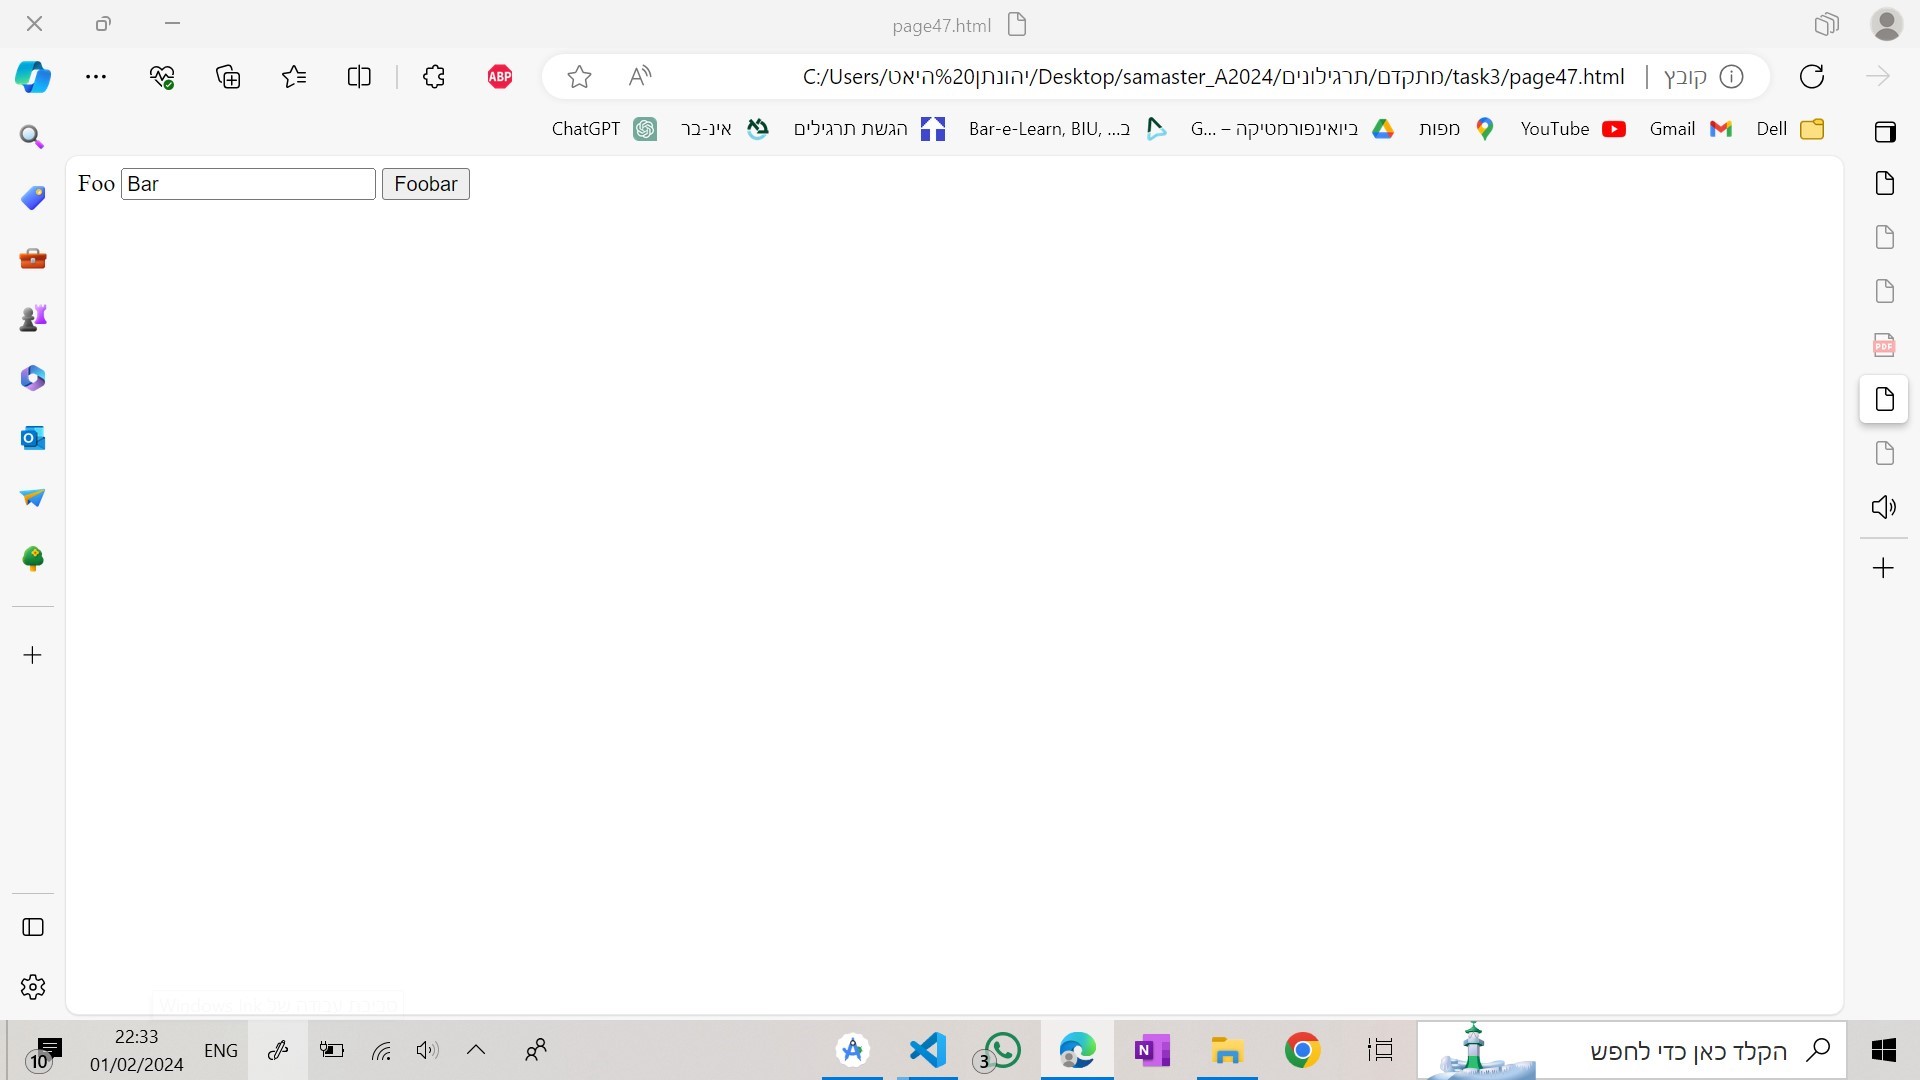 page47.html
ABP
C:/Users/יהונתן%20היאט/Desktop/samaster_A2024/מתקדם/תרגילונים/task3/page47.html
קובץ
Dell
Gmail
YouTube
מפות
ביואינפורמטיקה – G...
Bar-e-Learn, BIU, ...ב
הגשת תרגילים
אינ-בר
ChatGPT
Foo Bar Foobar
PDF
הקלד כאן כדי לחפש
3
ENG
22:33
01/02/2024
10